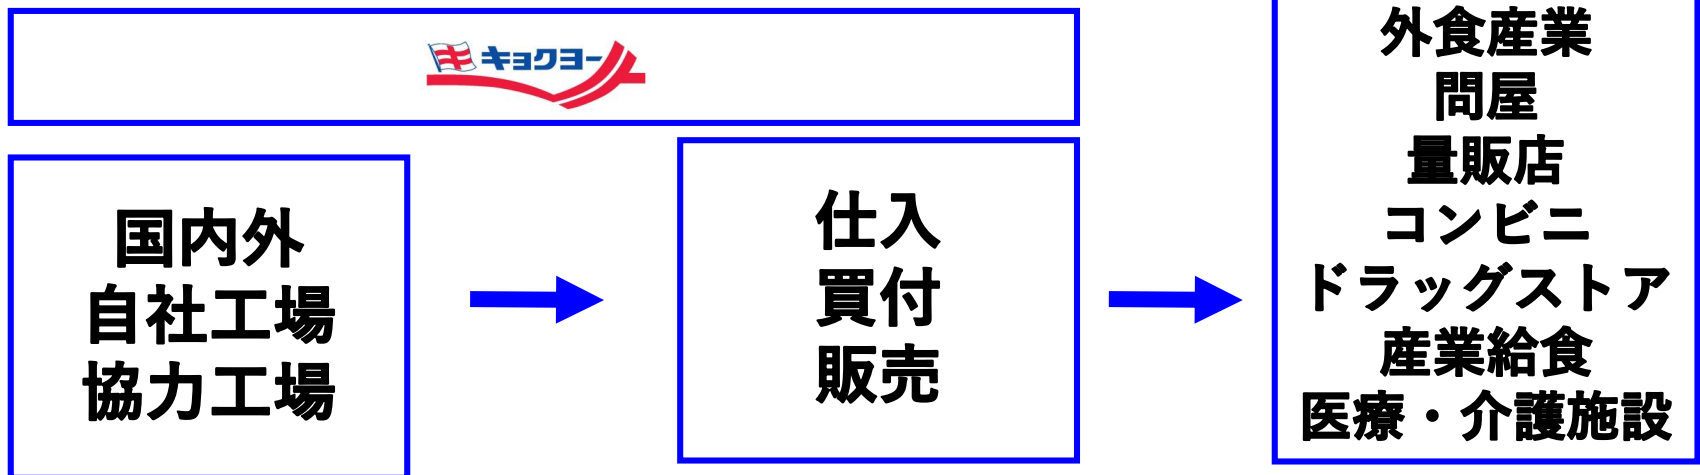 キョクヨー
国内外
自社工場
協力工場
仕入
買付
販売
外食産業
問屋
量販店
コンビニ
ドラッグストア
産業給食
医療・介護施設